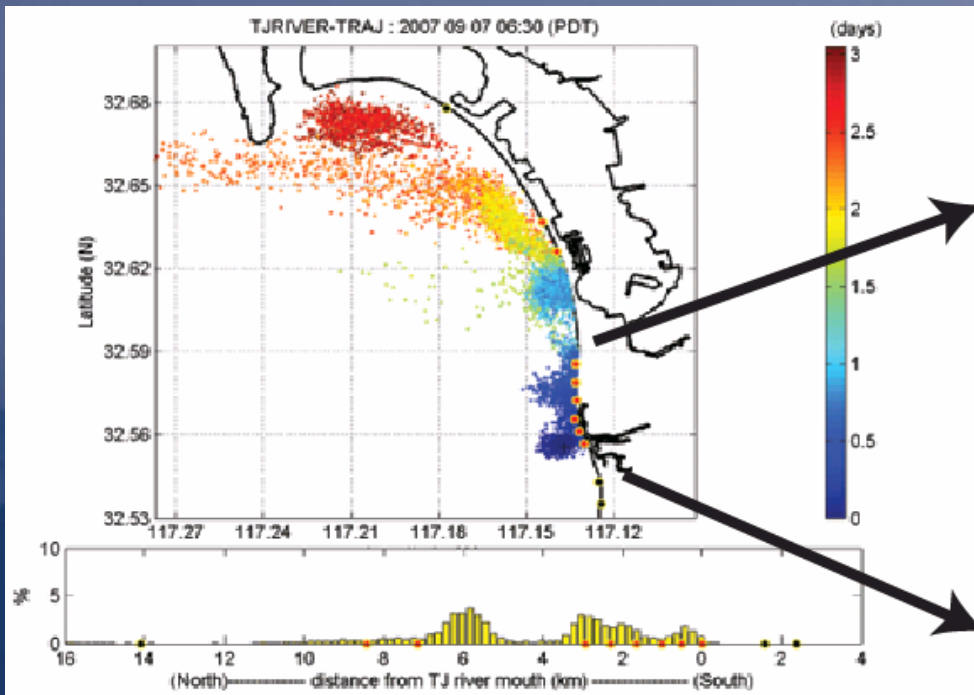 TJRIVER-TRAJ : 2007 09 07 06:30 (PDT)
(days)
32.68
32.65
32.62
32.59
32.56
32.53
Latitude (N)
117.27 117.24 117.21 117.18 117.15 117.12
3
2.5
2
1.5
1
0.5
0
10
5
0
%
16 14 12 10 8 6 4 2 0 2 4
(North) distance from TJ river mouth (km) (South)